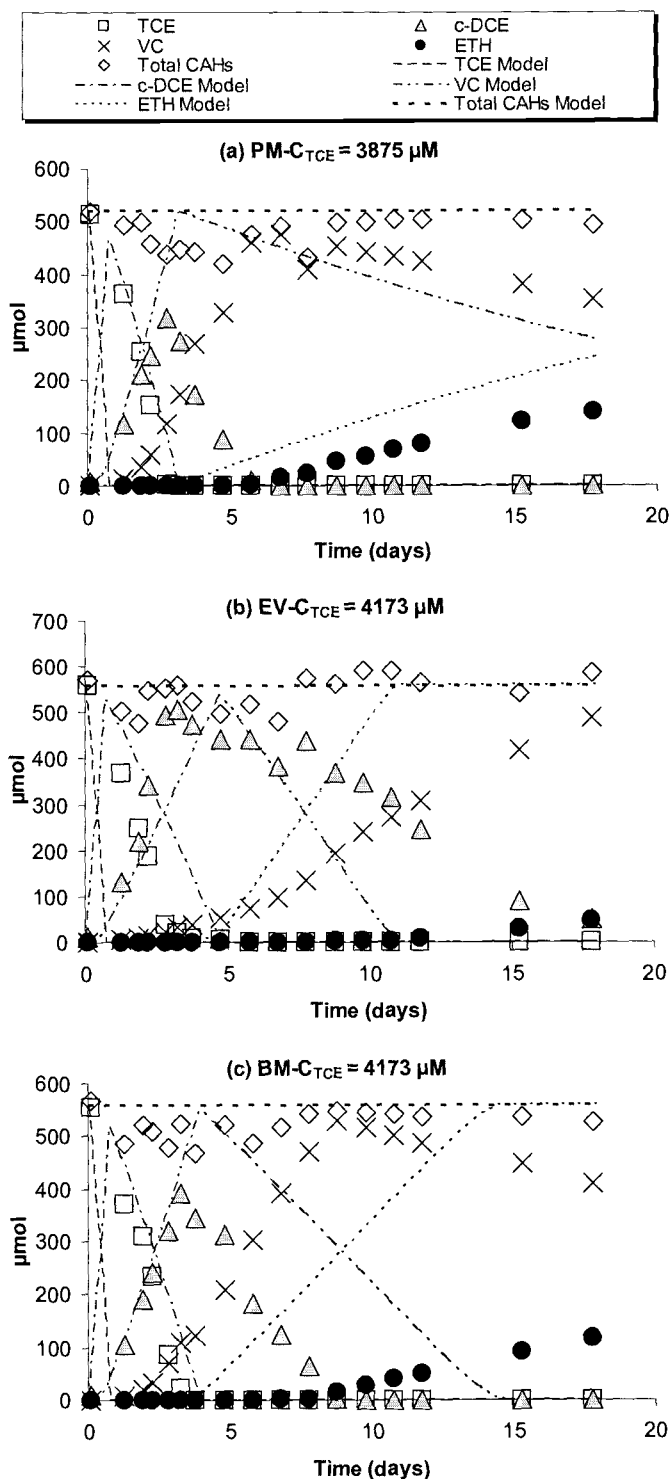 TCE c-DCE
VC ETH
Total CAHs TCE Model
c-DCE Model VC Model
ETH Model Total CAHs Model
(a) PM-C_TCE = 3875 µM
600
500
400
300
200
100
0
µmol
0 5 10 15 20
Time (days)
(b) EV-C_TCE = 4173 µM
700
600
500
400
300
200
100
0
µmol
0 5 10 15 20
Time (days)
(c) BM-C_TCE = 4173 µM
600
500
400
300
200
100
0
µmol
0 5 10 15 20
Time (days)